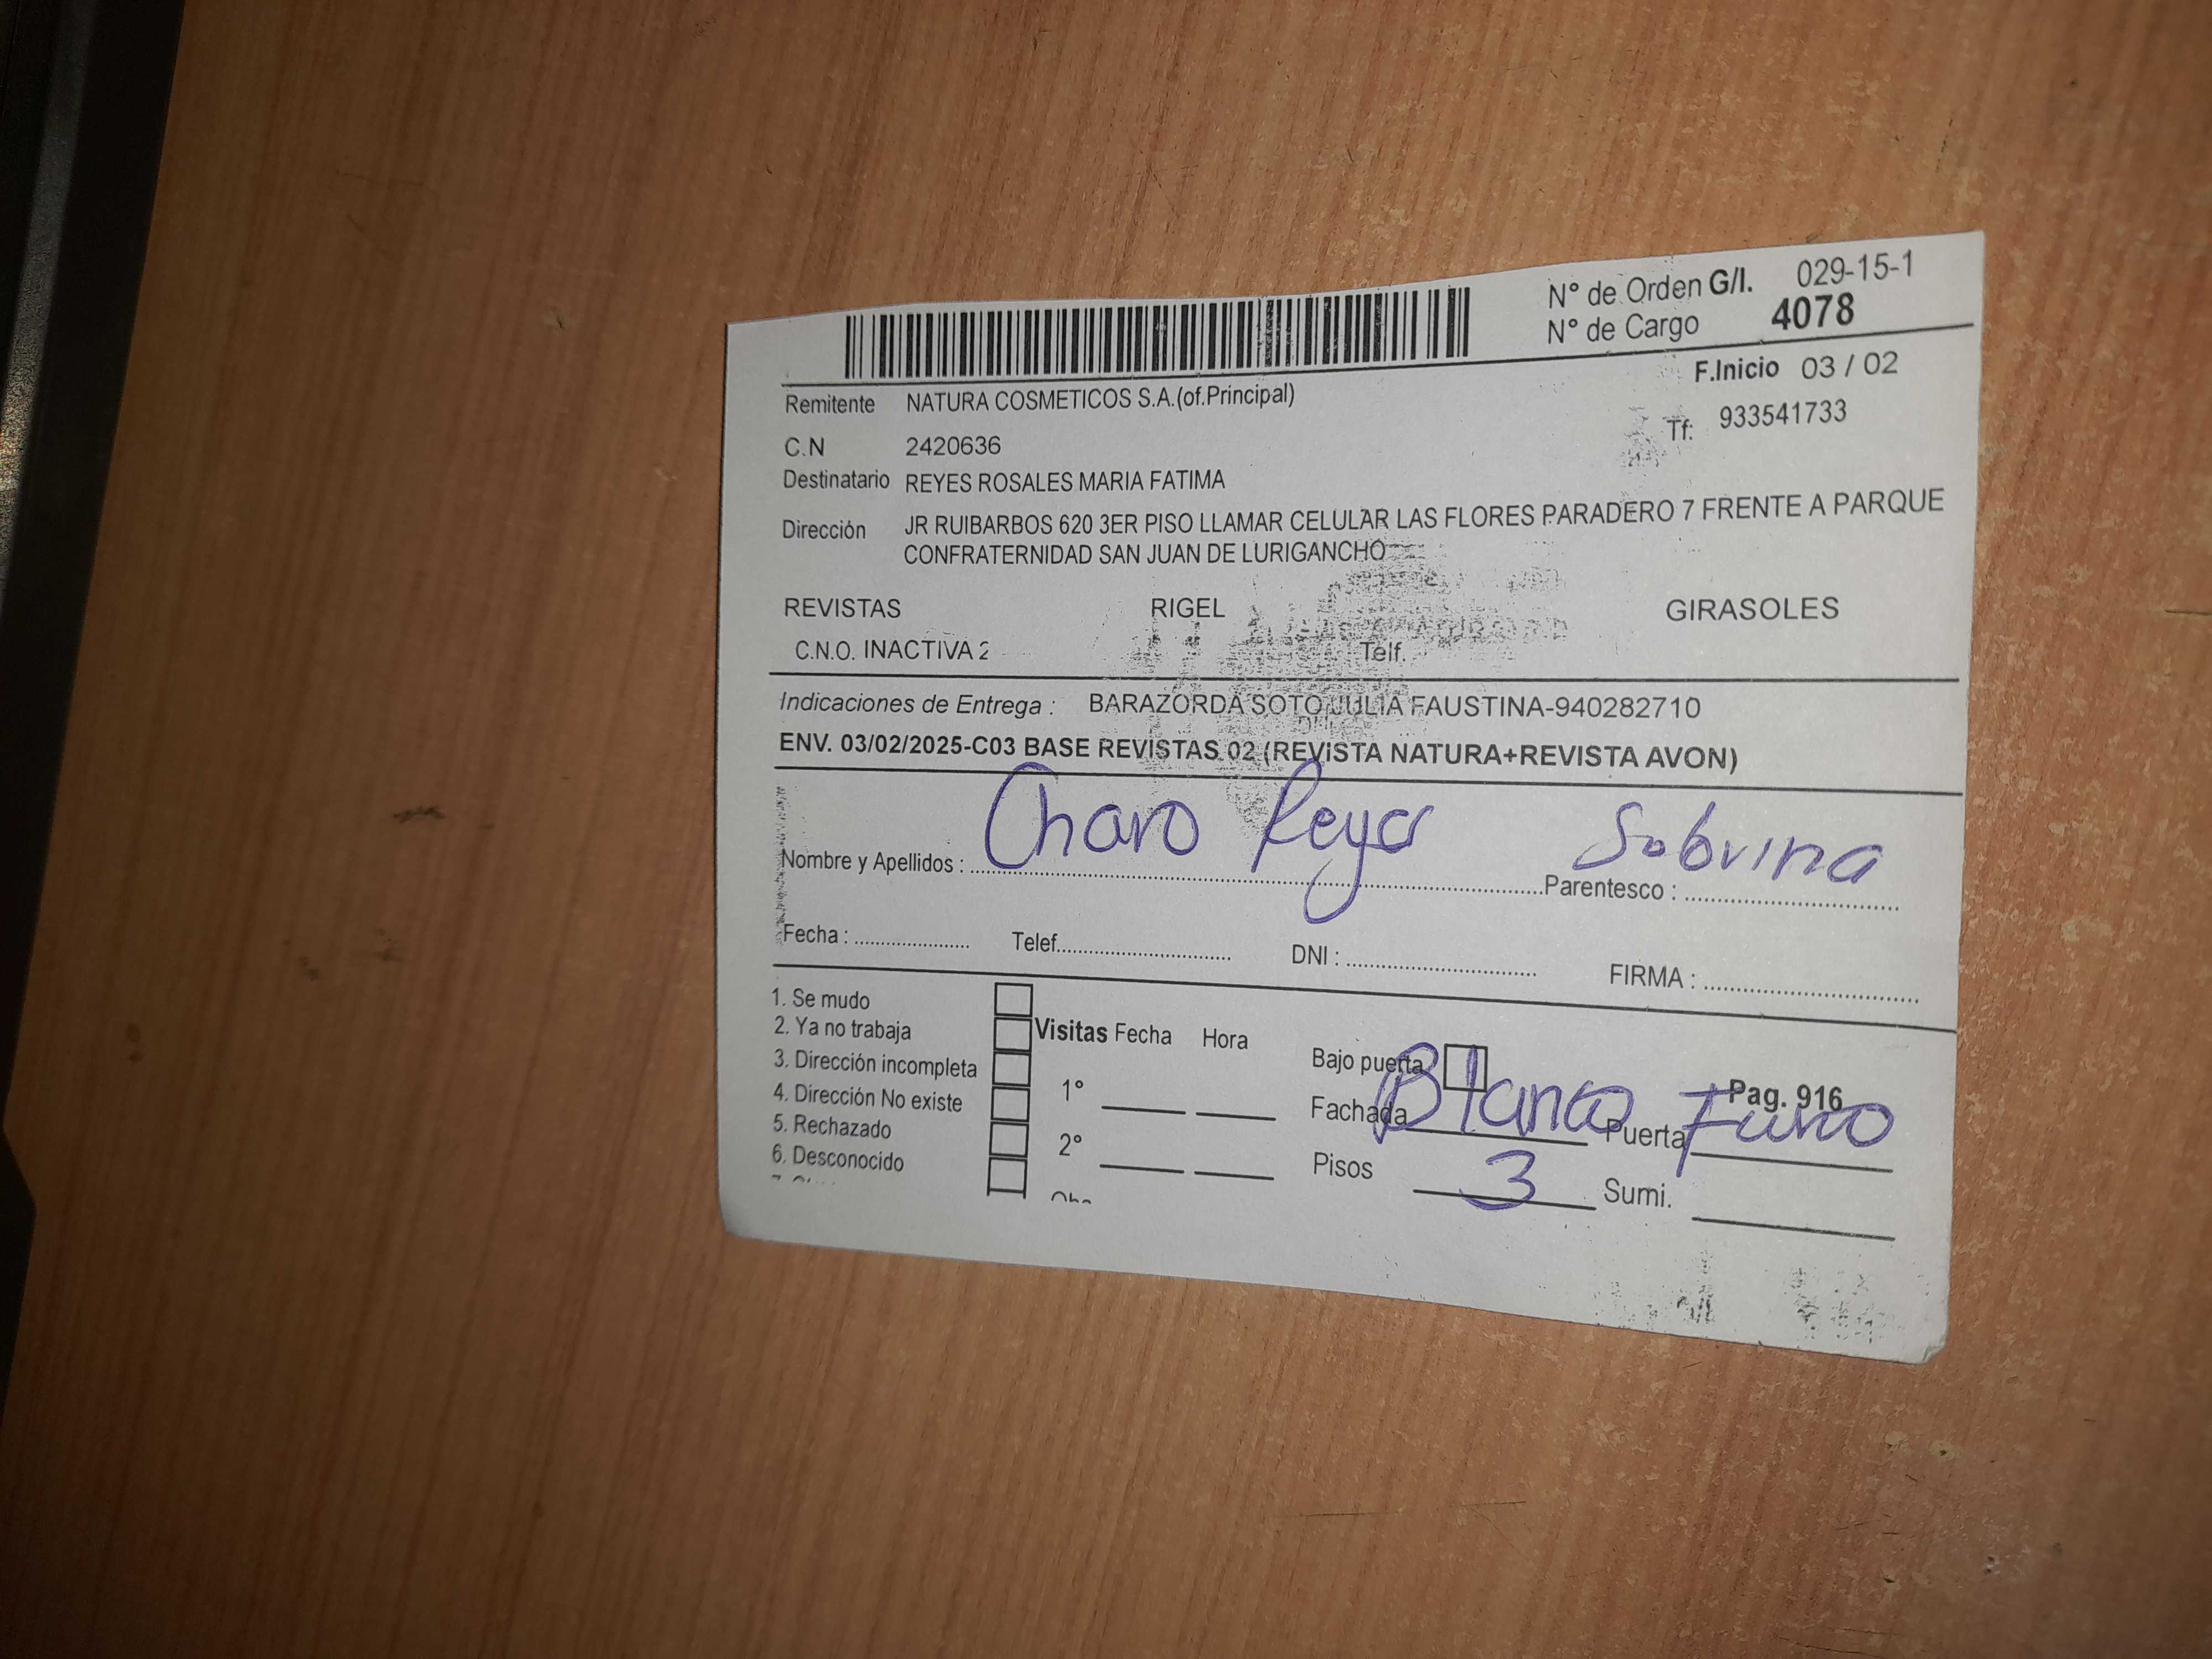 N° de Orden G/I. 029-15-1
N° de Cargo 4078
F.Inicio 03 / 02
Remitente NATURA COSMETICOS S.A.(of.Principal)
Tf: 933541733
C.N 2420636
Destinatario REYES ROSALES MARIA FATIMA
Dirección JR RUIBARBOS 620 3ER PISO LLAMAR CELULAR LAS FLORES PARADERO 7 FRENTE A PARQUE
CONFRATERNIDAD SAN JUAN DE LURIGANCHO
REVISTAS RIGEL GIRASOLES
C.N.O. INACTIVA 2 Telf.
Indicaciones de Entrega : BARAZORDA SOTO JULIA FAUSTINA-940282710
ENV. 03/02/2025-C03 BASE REVISTAS 02 (REVISTA NATURA+REVISTA AVON)
Nombre y Apellidos : Charo Reyes Parentesco : Sobrina
Fecha : Telef. DNI : FIRMA :
1. Se mudo
2. Ya no trabaja
3. Dirección incompleta
4. Dirección No existe
5. Rechazado
6. Desconocido
Visitas Fecha Hora
1°
2°
Bajo puerta
Pag. 916
Fachada Blanco Puerta
Pisos 3 Sumi.